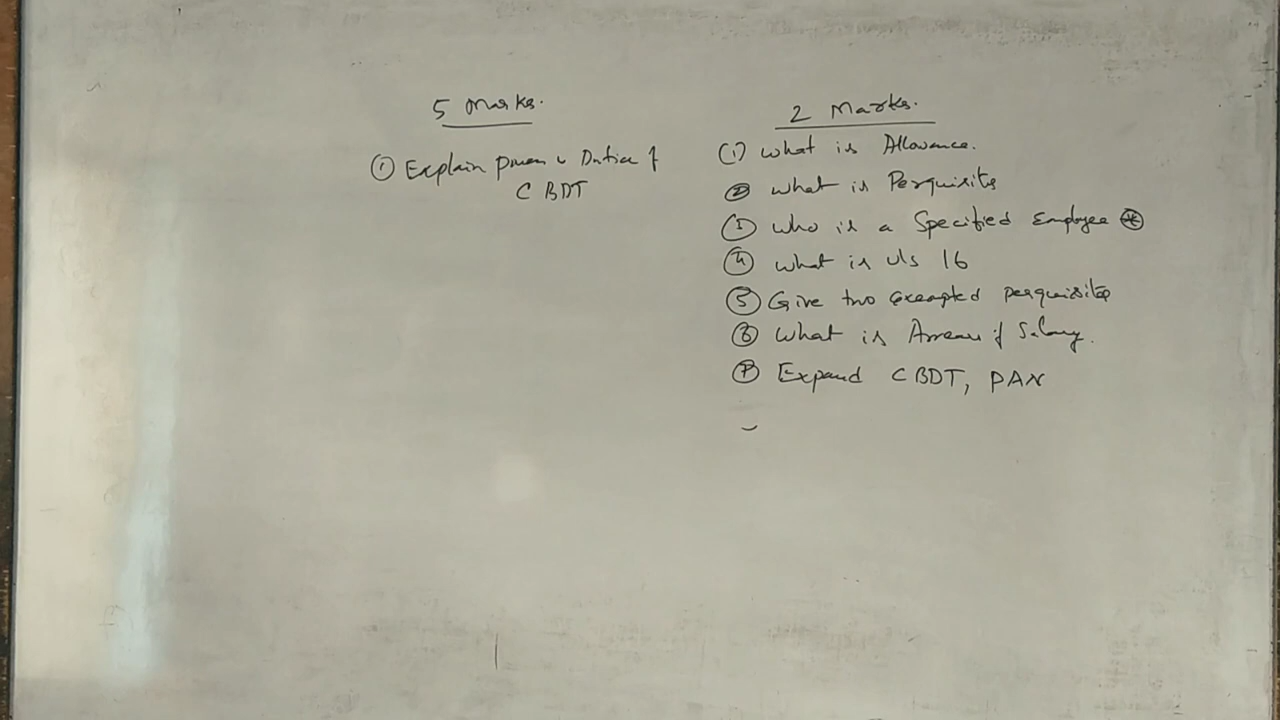 5 Marks.
① Explain Powers & Duties of
CBDT
2 Marks.
(1) What is Allowance.
② What is Perquisite
③ Who is a Specified Employee *
④ What is U/s 16
⑤ Give two exempted perquisites
⑥ What is Arrears of Salary.
⑦ Expand CBDT, PAN